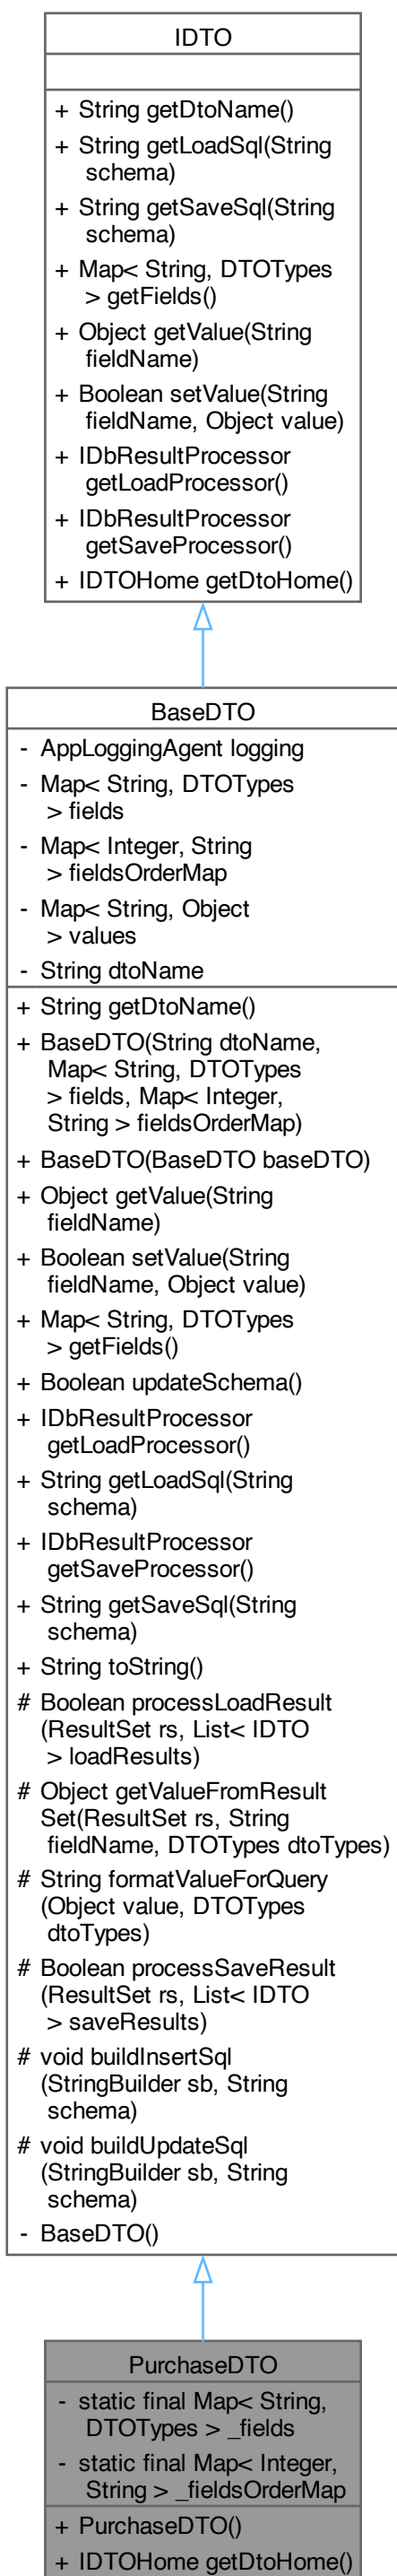 IDTO
+ String getDtoName()
+ String getLoadSql(String
schema)
+ String getSaveSql(String
schema)
+ Map< String, DTOTypes
> getFields()
+ Object getValue(String
fieldName)
+ Boolean setValue(String
fieldName, Object value)
+ IDbResultProcessor
getLoadProcessor()
+ IDbResultProcessor
getSaveProcessor()
+ IDTOHome getDtoHome()
BaseDTO
- AppLoggingAgent logging
- Map< String, DTOTypes
> fields
- Map< Integer, String
> fieldsOrderMap
- Map< String, Object
> values
- String dtoName
+ String getDtoName()
+ BaseDTO(String dtoName,
Map< String, DTOTypes
> fields, Map< Integer,
String > fieldsOrderMap)
+ BaseDTO(BaseDTO baseDTO)
+ Object getValue(String
fieldName)
+ Boolean setValue(String
fieldName, Object value)
+ Map< String, DTOTypes
> getFields()
+ Boolean updateSchema()
+ IDbResultProcessor
getLoadProcessor()
+ String getLoadSql(String
schema)
+ IDbResultProcessor
getSaveProcessor()
+ String getSaveSql(String
schema)
+ String toString()
# Boolean processLoadResult
(ResultSet rs, List< IDTO
> loadResults)
# Object getValueFromResult
Set(ResultSet rs, String
fieldName, DTOTypes dtoTypes)
# String formatValueForQuery
(Object value, DTOTypes
dtoTypes)
# Boolean processSaveResult
(ResultSet rs, List< IDTO
> saveResults)
# void buildInsertSql
(StringBuilder sb, String
schema)
# void buildUpdateSql
(StringBuilder sb, String
schema)
- BaseDTO()
PurchaseDTO
- static final Map< String,
DTOTypes > _fields
- static final Map< Integer,
String > _fieldsOrderMap
+ PurchaseDTO()
+ IDTOHome getDtoHome()